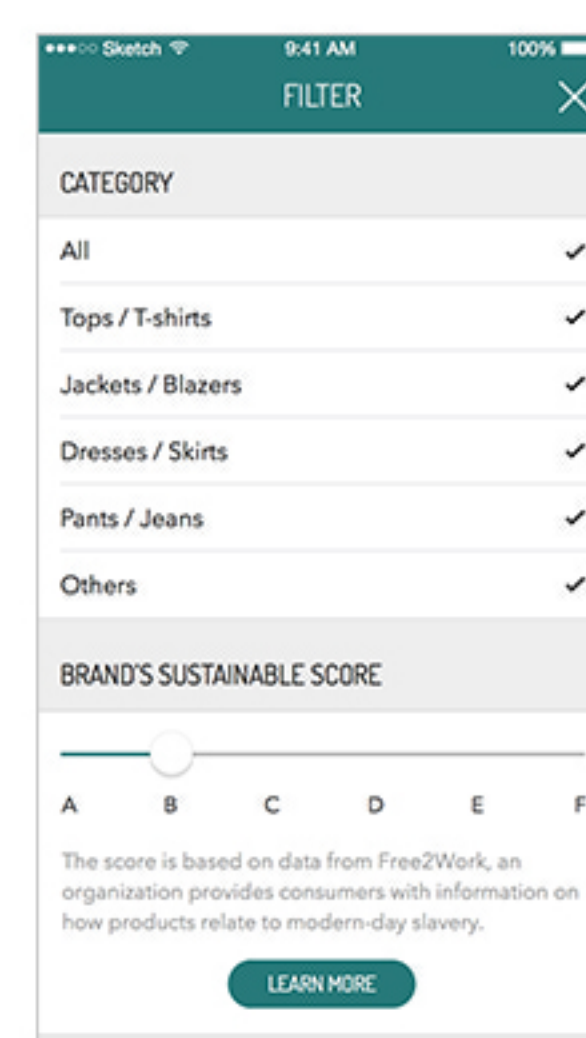 Sketch 9:41 AM 100%
FILTER
CATEGORY
All
Tops / T-shirts
Jackets / Blazers
Dresses / Skirts
Pants / Jeans
Others
BRAND'S SUSTAINABLE SCORE
A B C D E F
The score is based on data from Free2Work, an
organization provides consumers with information on
how products relate to modern-day slavery.
LEARN MORE